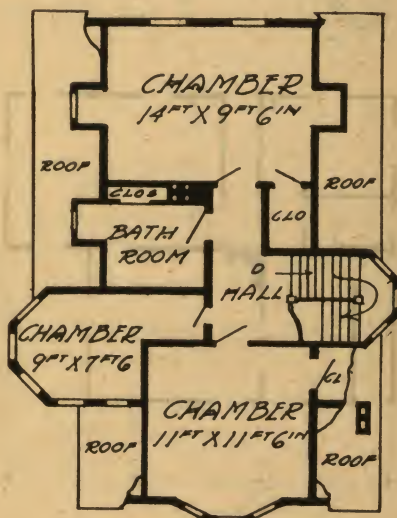 CHAMBER
14FT X 9FT 6IN
ROOF
ROOF
CLOS
CLO
BATH
ROOM
D
HALL
CHAMBER
9FT X 7FT 6
CL
CHAMBER
11FT X 11FT 6IN
ROOF
ROOF